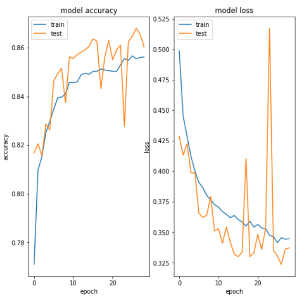 model accuracy
train
test
0.86
0.84
0.82
0.80
0.78
accuracy
0
10
20
epoch
model loss
train
test
0.525
0.500
0.475
0.450
0.425
0.400
0.375
0.350
0.325
loss
0
10
20
epoch